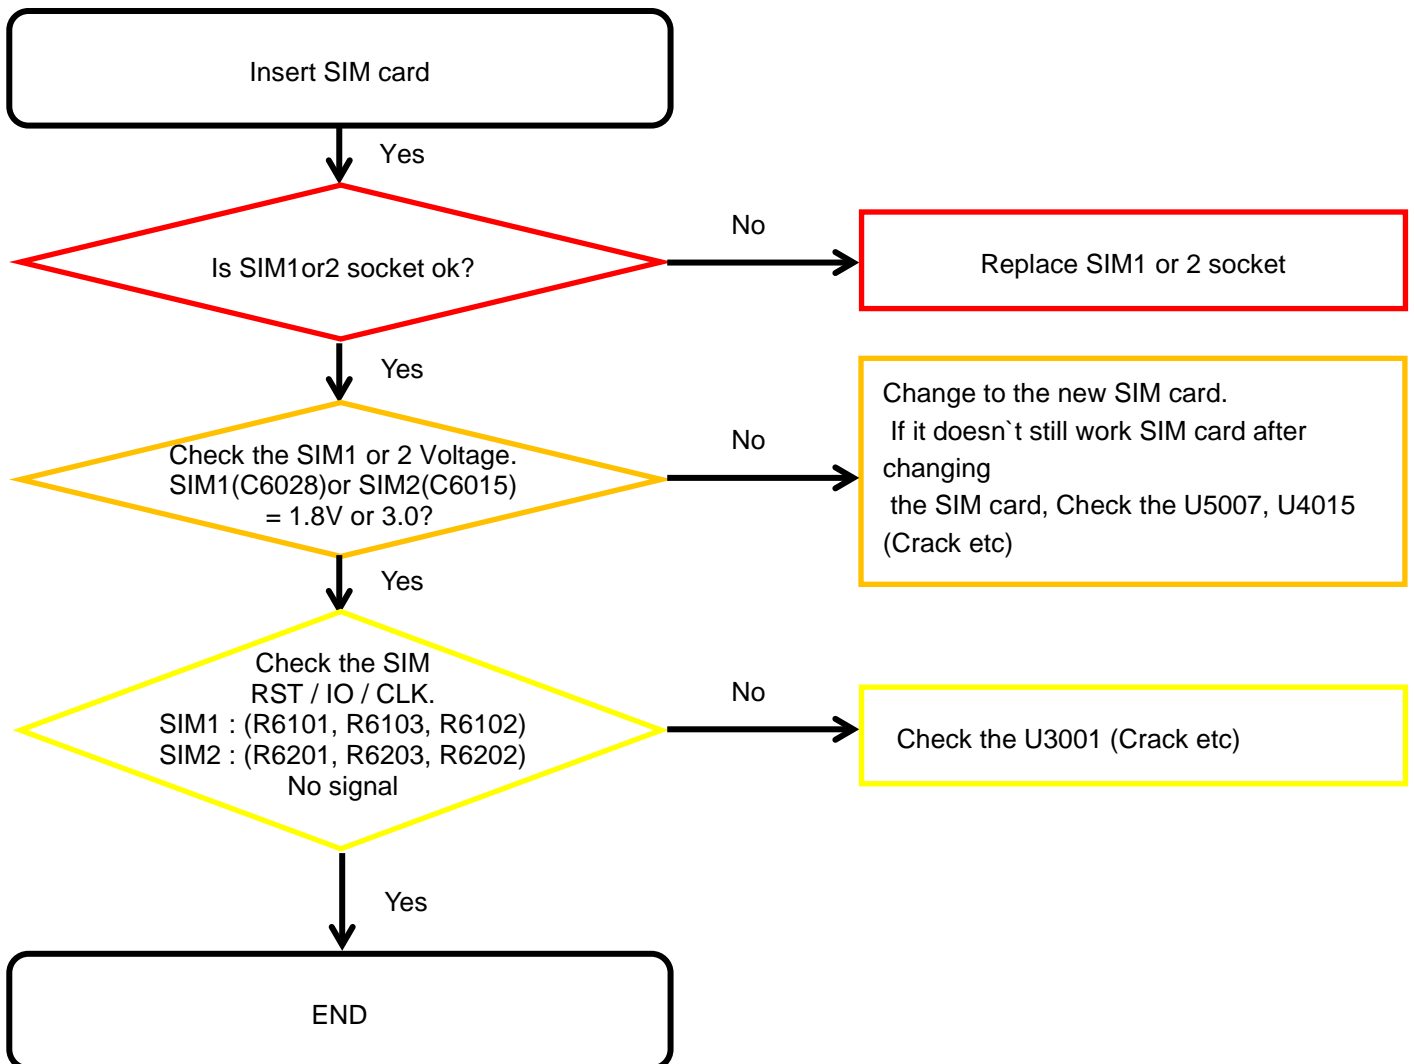 Insert SIM card
Yes
Is SIM1or2 socket ok?
No
Replace SIM1 or 2 socket
Yes
Check the SIM1 or 2 Voltage.
SIM1(C6028)or SIM2(C6015)
= 1.8V or 3.0?
No
Change to the new SIM card.
If it doesn`t still work SIM card after
changing
the SIM card, Check the U5007, U4015
(Crack etc)
Yes
Check the SIM
RST / IO / CLK.
SIM1 : (R6101, R6103, R6102)
SIM2 : (R6201, R6203, R6202)
No signal
No
Check the U3001 (Crack etc)
Yes
END